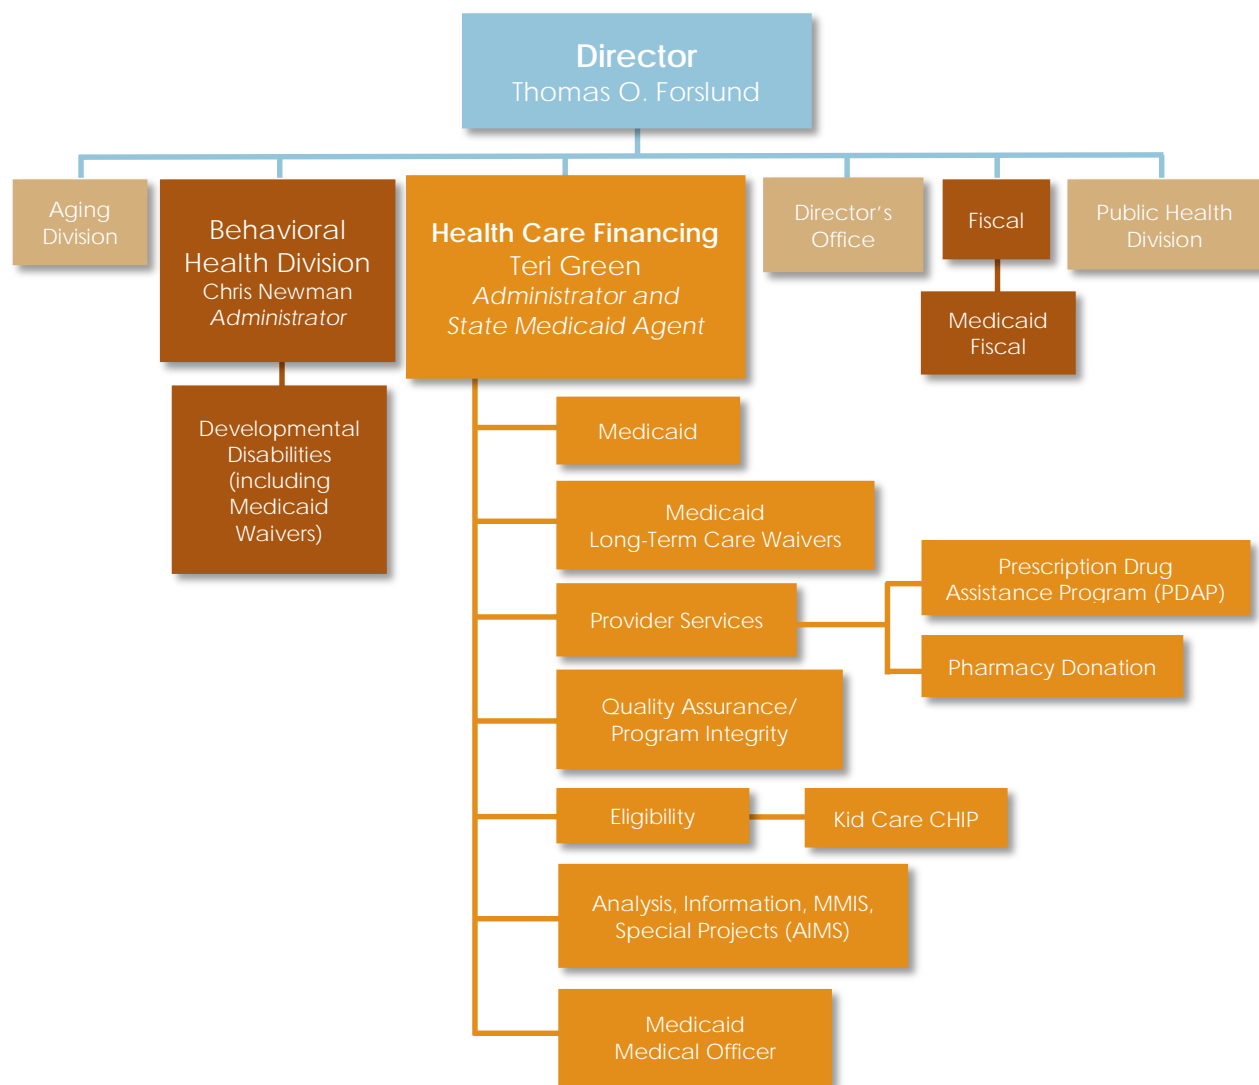 Director
Thomas O. Forslund
Aging
Division
Behavioral
Health Division
Chris Newman
Administrator
Health Care Financing
Teri Green
Administrator and
State Medicaid Agent
Director's
Office
Fiscal
Public Health
Division
Medicaid
Fiscal
Developmental
Disabilities
(including
Medicaid
Waivers)
Medicaid
Medicaid
Long-Term Care Waivers
Provider Services
Prescription Drug
Assistance Program (PDAP)
Pharmacy Donation
Quality Assurance/
Program Integrity
Eligibility
Kid Care CHIP
Analysis, Information, MMIS,
Special Projects (AIMS)
Medicaid
Medical Officer